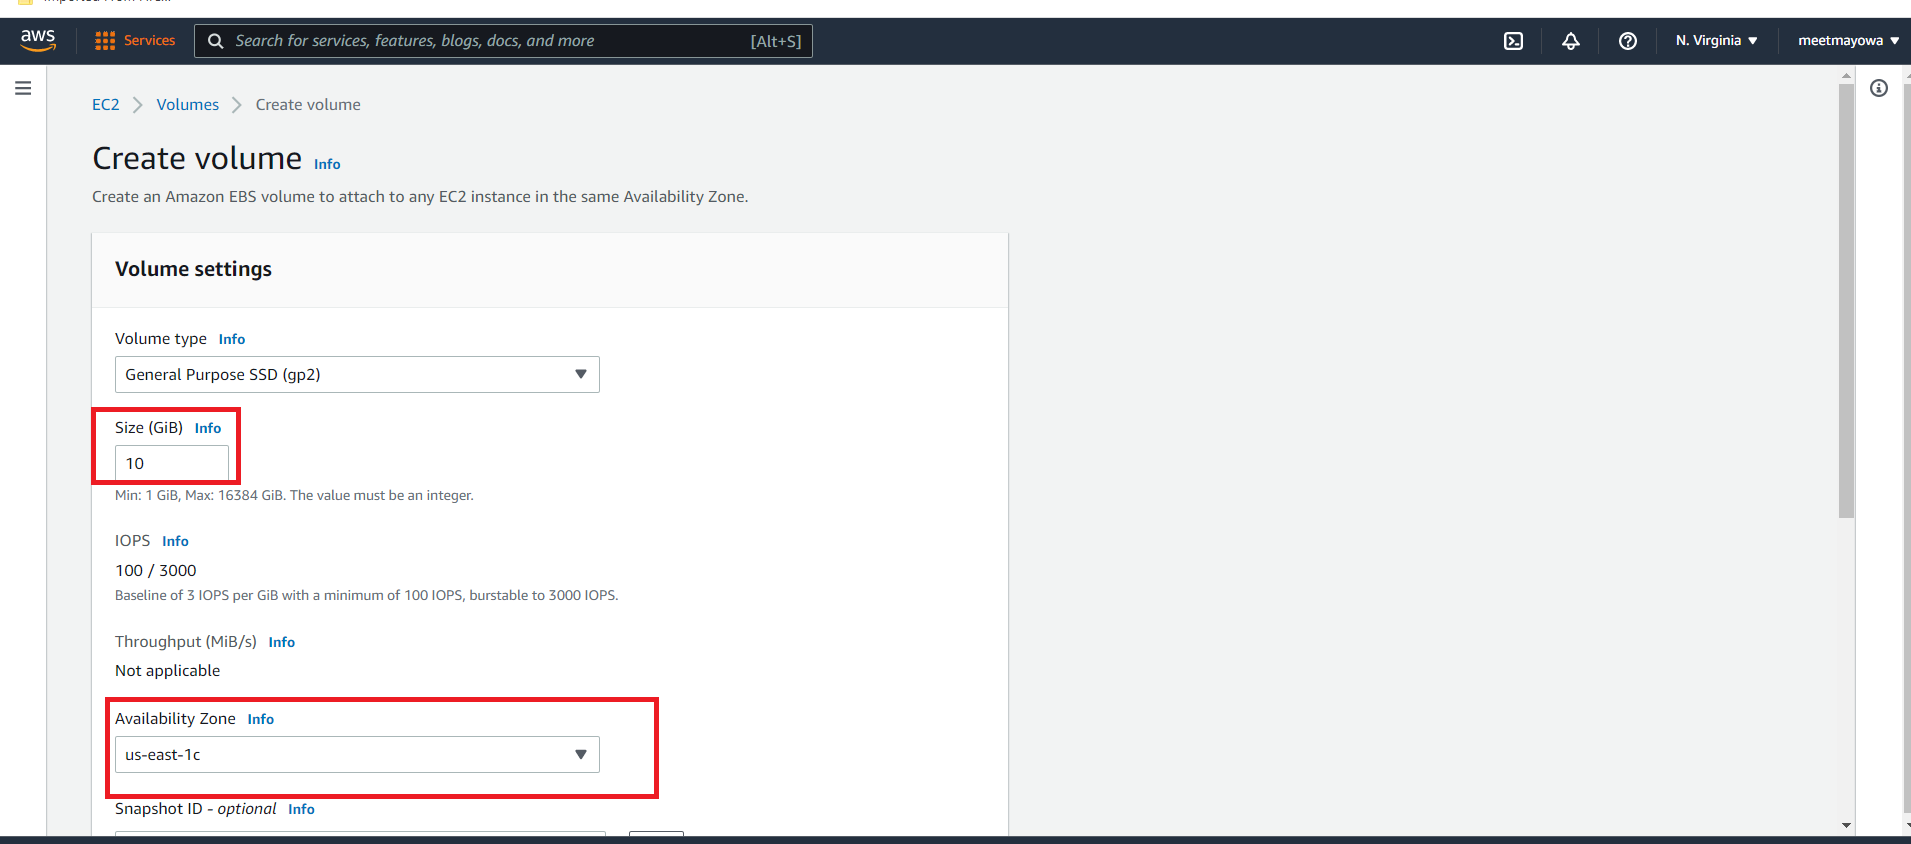 aws Services Search for services, features, blogs, docs, and more [Alt+S] N. Virginia meetmayowa
EC2 Volumes Create volume
Create volume Info
Create an Amazon EBS volume to attach to any EC2 instance in the same Availability Zone.
Volume settings
Volume type Info
General Purpose SSD (gp2)
Size (GiB) Info
10
Min: 1 GiB, Max: 16384 GiB. The value must be an integer.
IOPS Info
100 / 3000
Baseline of 3 IOPS per GiB with a minimum of 100 IOPS, burstable to 3000 IOPS.
Throughput (MiB/s) Info
Not applicable
Availability Zone Info
us-east-1c
Snapshot ID - optional Info